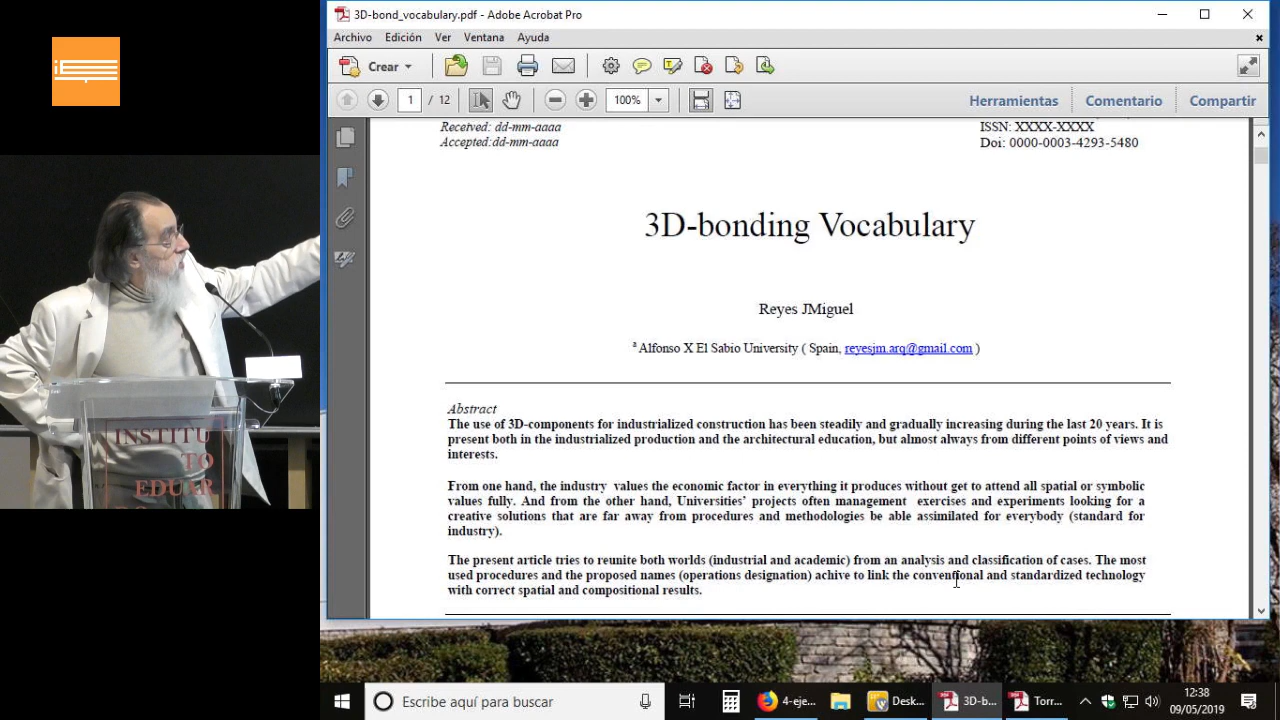 3D-bond_vocabulary.pdf - Adobe Acrobat Pro
Archivo Edición Ver Ventana Ayuda
Crear
1 / 12
100%
Herramientas Comentario Compartir
Received: dd-mm-aaaa
Accepted:dd-mm-aaaa
ISSN: XXXX-XXXX
Doi: 0000-0003-4293-5480
3D-bonding Vocabulary
Reyes JMiguel
a Alfonso X El Sabio University ( Spain, reyesjm.arq@gmail.com )
Abstract
The use of 3D-components for industrialized construction has been steadily and gradually increasing during the last 20 years. It is
present both in the industrialized production and the architectural education, but almost always from different points of views and
interests.
From one hand, the industry values the economic factor in everything it produces without get to attend all spatial or symbolic
values fully. And from the other hand, Universities' projects often management exercises and experiments looking for a
creative solutions that are far away from procedures and methodologies be able assimilated for everybody (standard for
industry).
The present article tries to reunite both worlds (industrial and academic) from an analysis and classification of cases. The most
used procedures and the proposed names (operations designation) achive to link the conventional and standardized technology
with correct spatial and compositional results.
INSTITU
TO
EDUAR
Escribe aquí para buscar
4-eje...
Desk...
3D-b...
Torr...
12:38
09/05/2019